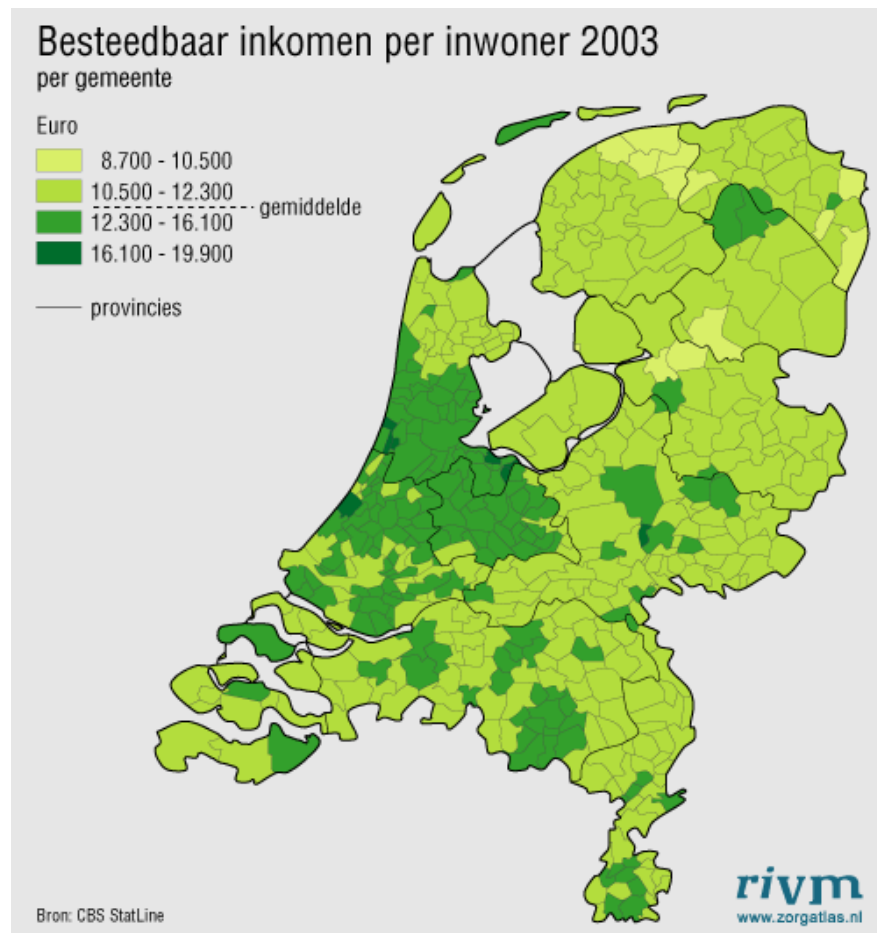 Besteedbaar inkomen per inwoner 2003
per gemeente
Euro
8.700 - 10.500
10.500 - 12.300
gemiddelde
12.300 - 16.100
16.100 - 19.900
provincies
Bron: CBS StatLine
rivm
www.zorgatlas.nl